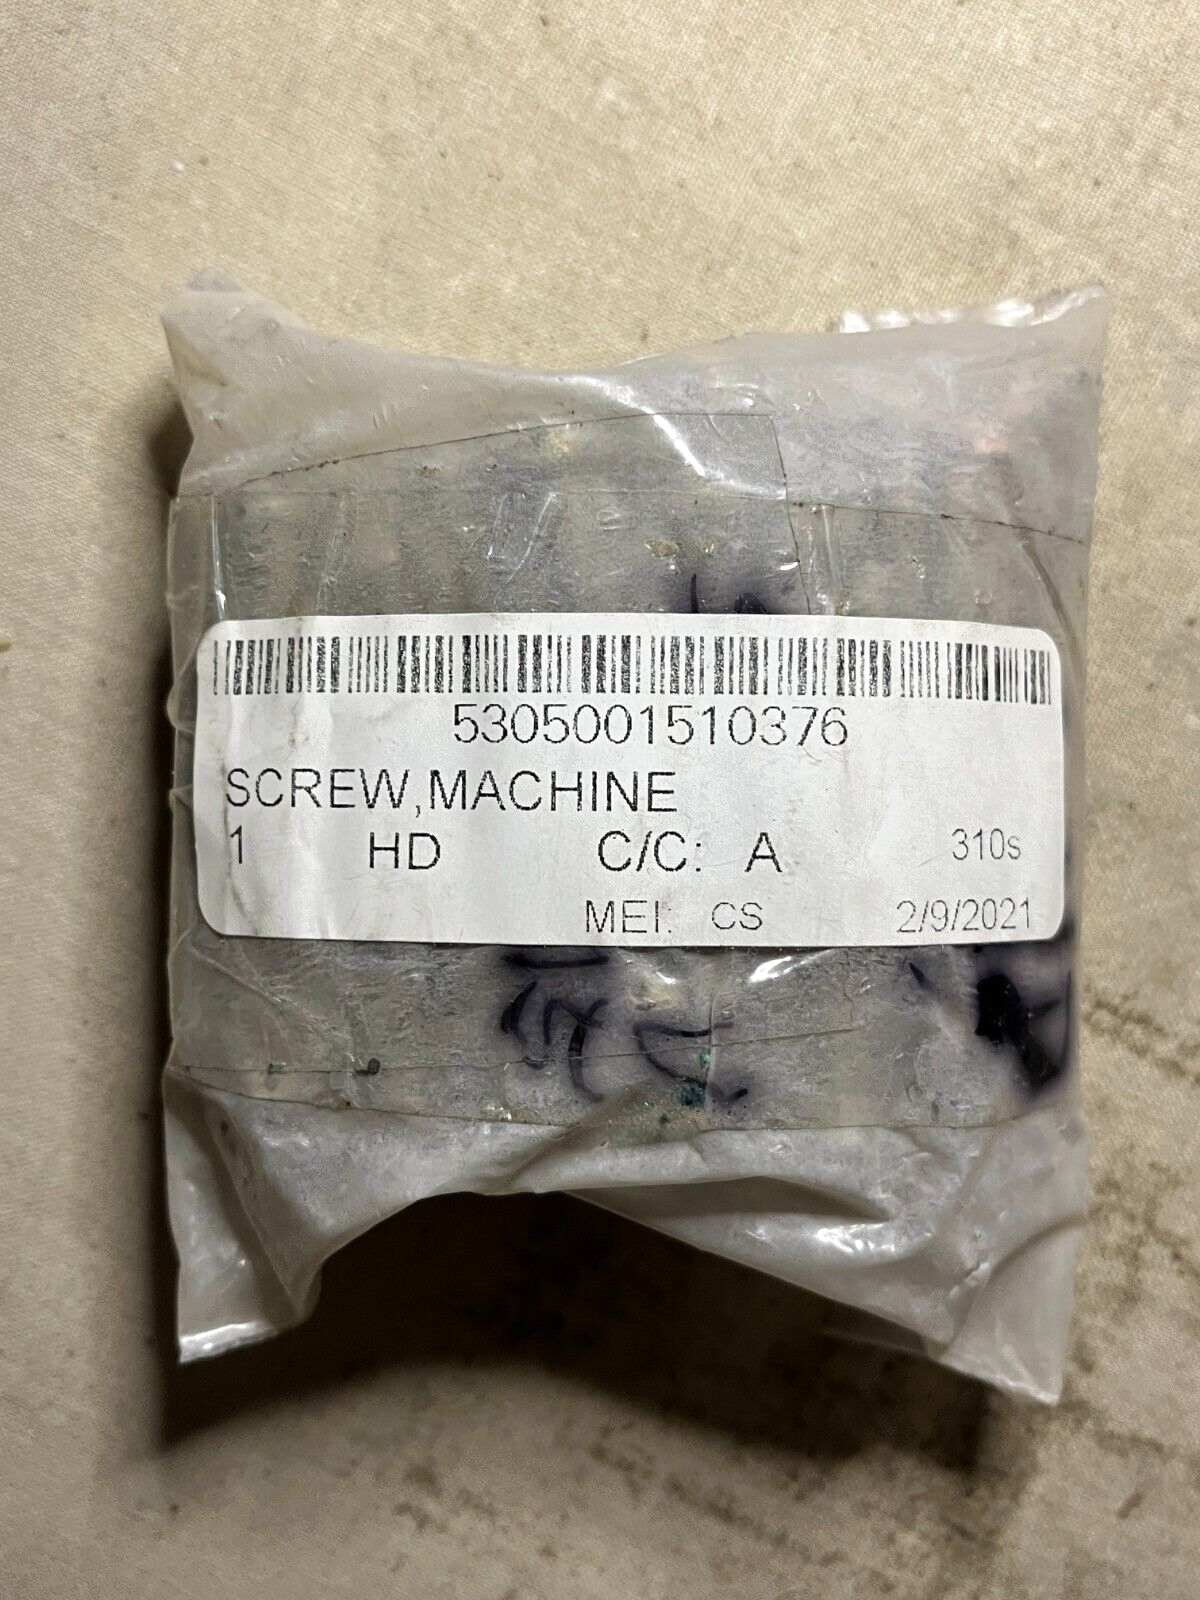 5305001510376
SCREW,MACHINE
1 HD C/C: A 310s
MEI: CS 2/9/2021